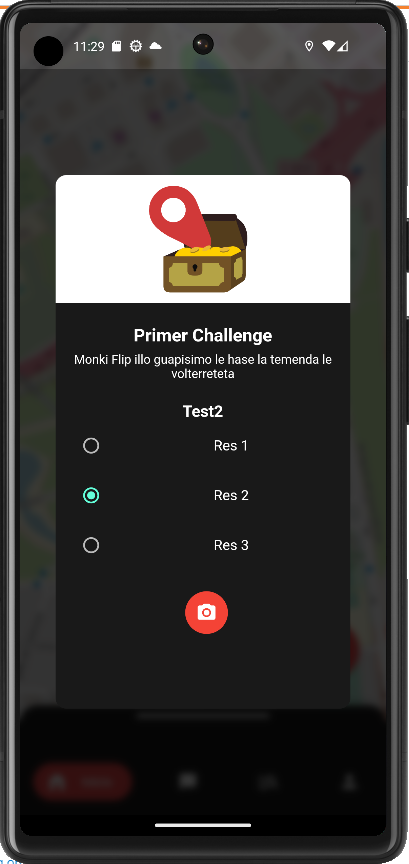 11:29
Primer Challenge
Monki Flip illo guapisimo le hase la temenda le
volterreteta
Test2
Res 1
Res 2
Res 3